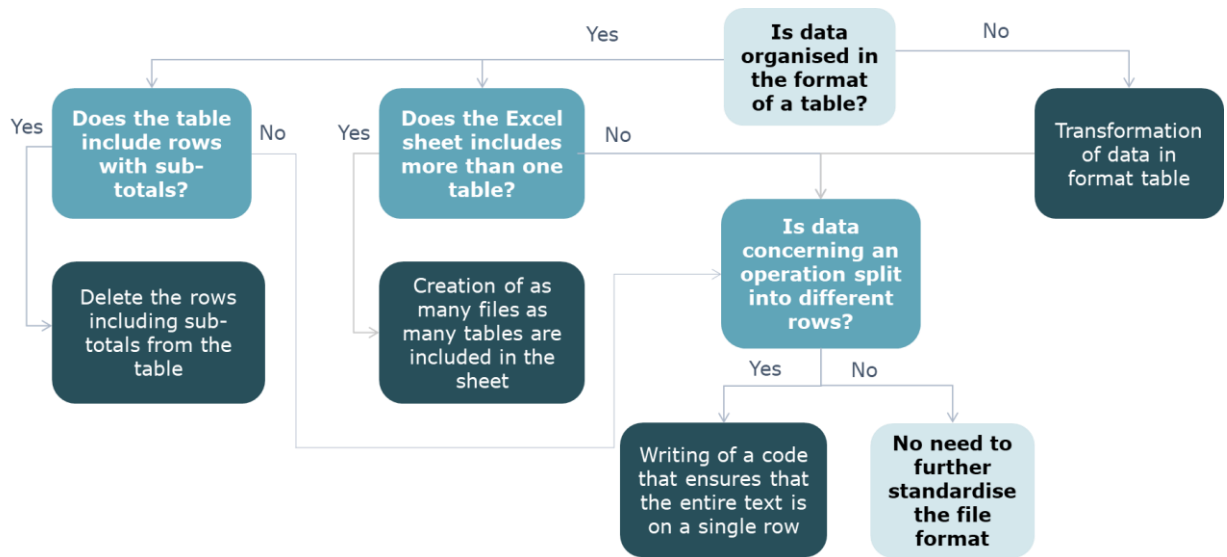 Is data
organised in
the format
of a table?
Yes
No
Does the table
include rows
with sub-
totals?
Yes
No
Does the Excel
sheet includes
more than one
table?
Yes
No
Transformation
of data in
format table
Is data
concerning an
operation split
into different
rows?
Delete the rows
including sub-
totals from the
table
Creation of as
many files as
many tables are
included in the
sheet
Yes
No
Writing of a code
that ensures that
the entire text is
on a single row
No need to
further
standardise
the file
format